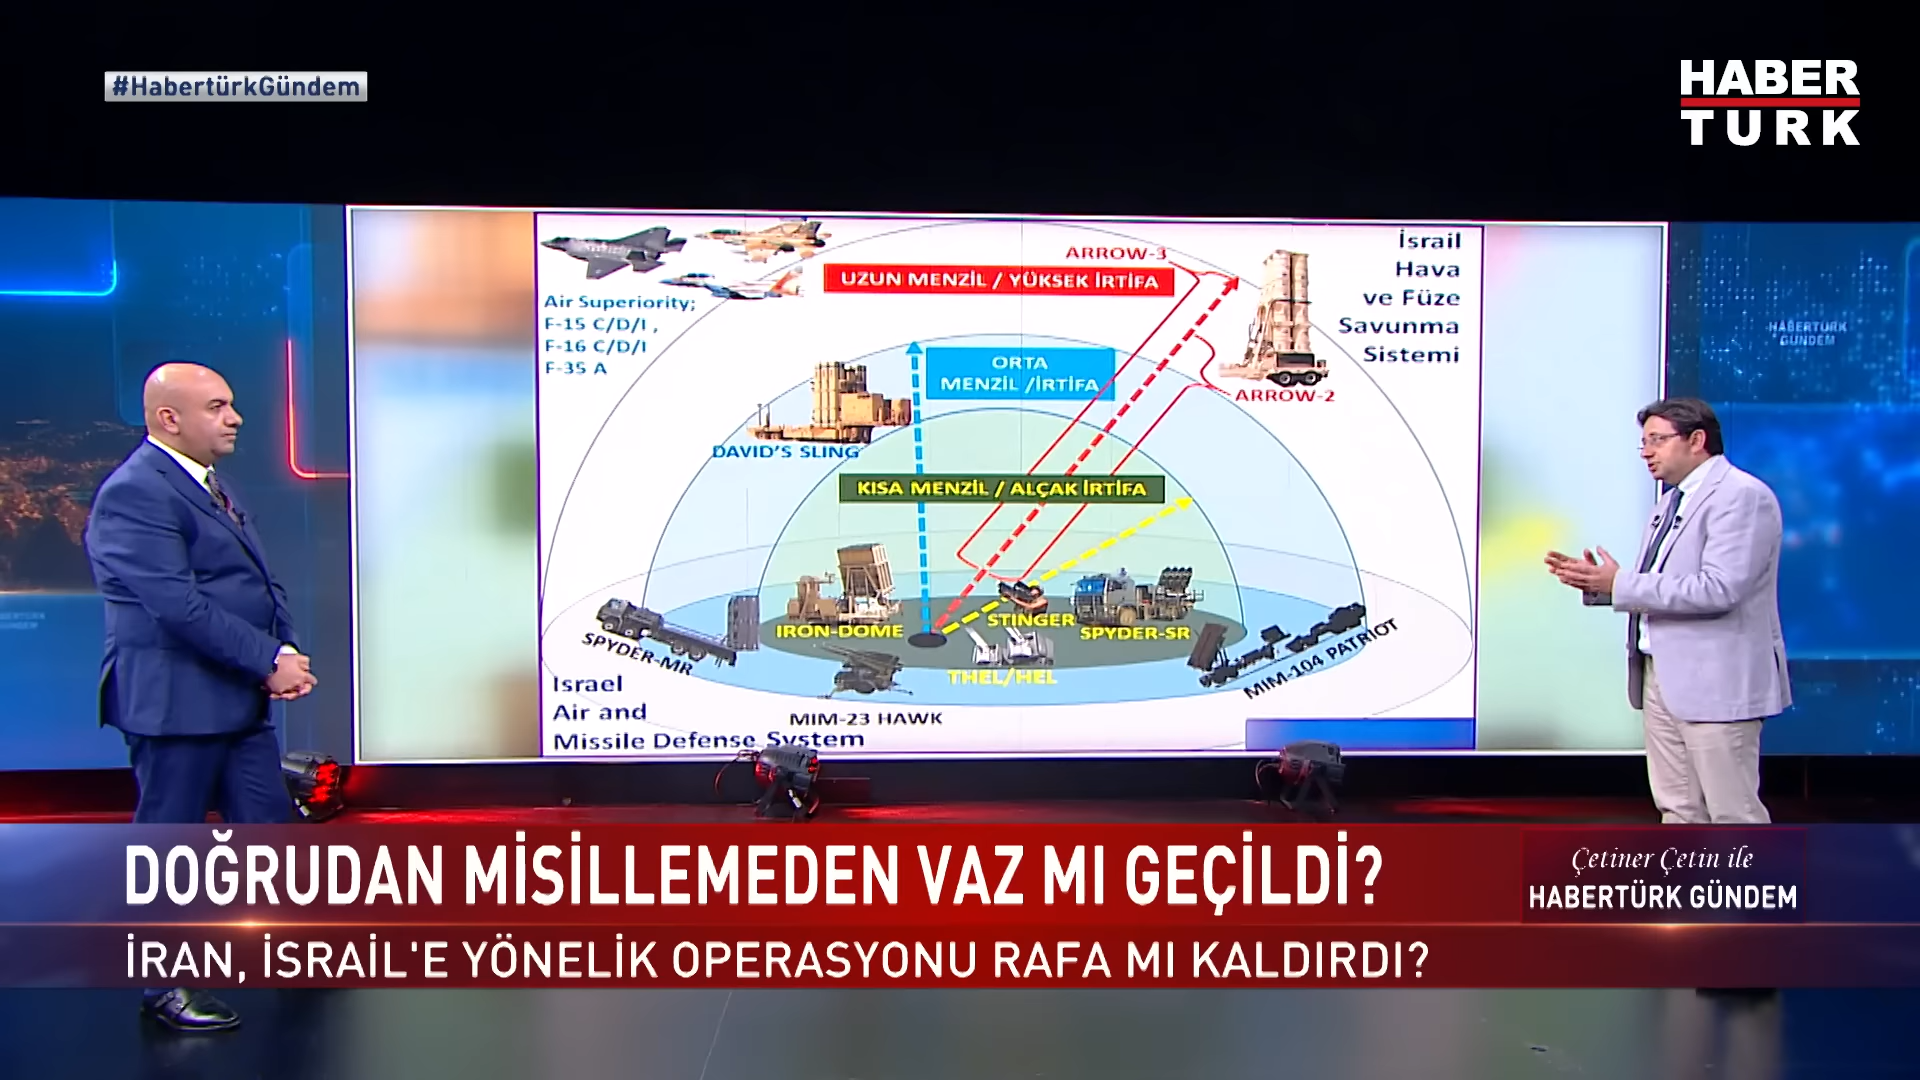 #HabertürkGündem
HABER
TURK
İsrail
Hava
ve Füze
Savunma
Sistemi
ARROW-3
UZUN MENZİL / YÜKSEK İRTİFA
Air Superiority;
F-15 C/D/I ,
F-16 C/D/I
F-35 A
HABERTÜRK
GÜNDEM
ORTA
MENZİL /İRTİFA
ARROW-2
DAVID'S SLING
KISA MENZİL / ALÇAK İRTİFA
IRON-DOME
STINGER
SPYDER-SR
SPYDER-MR
MIM-104 PATRIOT
THEL/HEL
MIM-23 HAWK
Israel
Air and
Missile Defense System
DOĞRUDAN MİSİLLEMEDEN VAZ MI GEÇİLDİ?
İRAN, İSRAİL'E YÖNELİK OPERASYONU RAFA MI KALDIRDI?
Çetiner Çetin ile
HABERTÜRK GÜNDEM